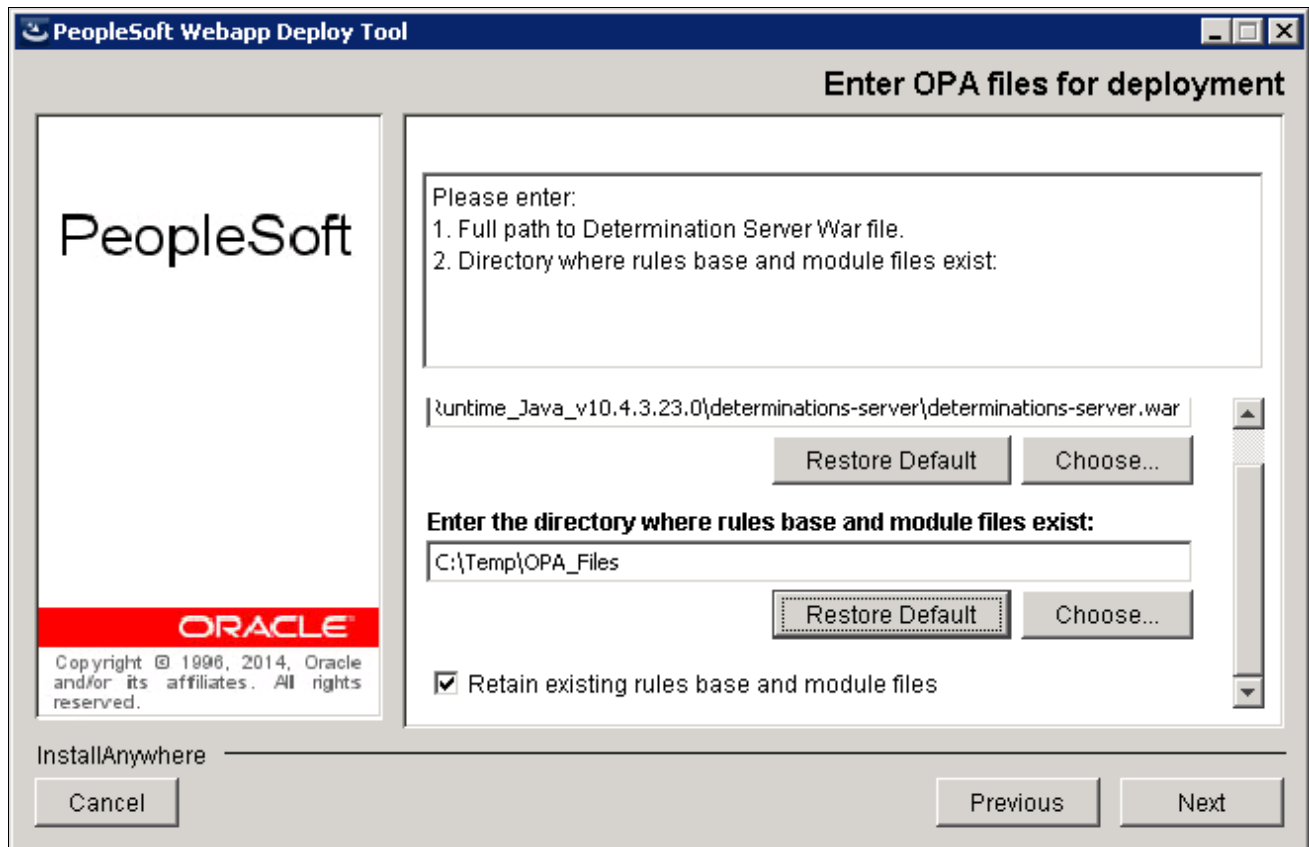 PeopleSoft Webapp Deploy Tool
Enter OPA files for deployment
PeopleSoft
ORACLE
Copyright © 1996, 2014, Oracle
and/or its affiliates. All rights
reserved.
Please enter:
1. Full path to Determination Server War file.
2. Directory where rules base and module files exist:
Runtime_Java_v10.4.3.23.0\determinations-server\determinations-server.war
Restore Default Choose...
Enter the directory where rules base and module files exist:
C:\Temp\OPA_Files
Restore Default Choose...
Retain existing rules base and module files
InstallAnywhere
Cancel Previous Next